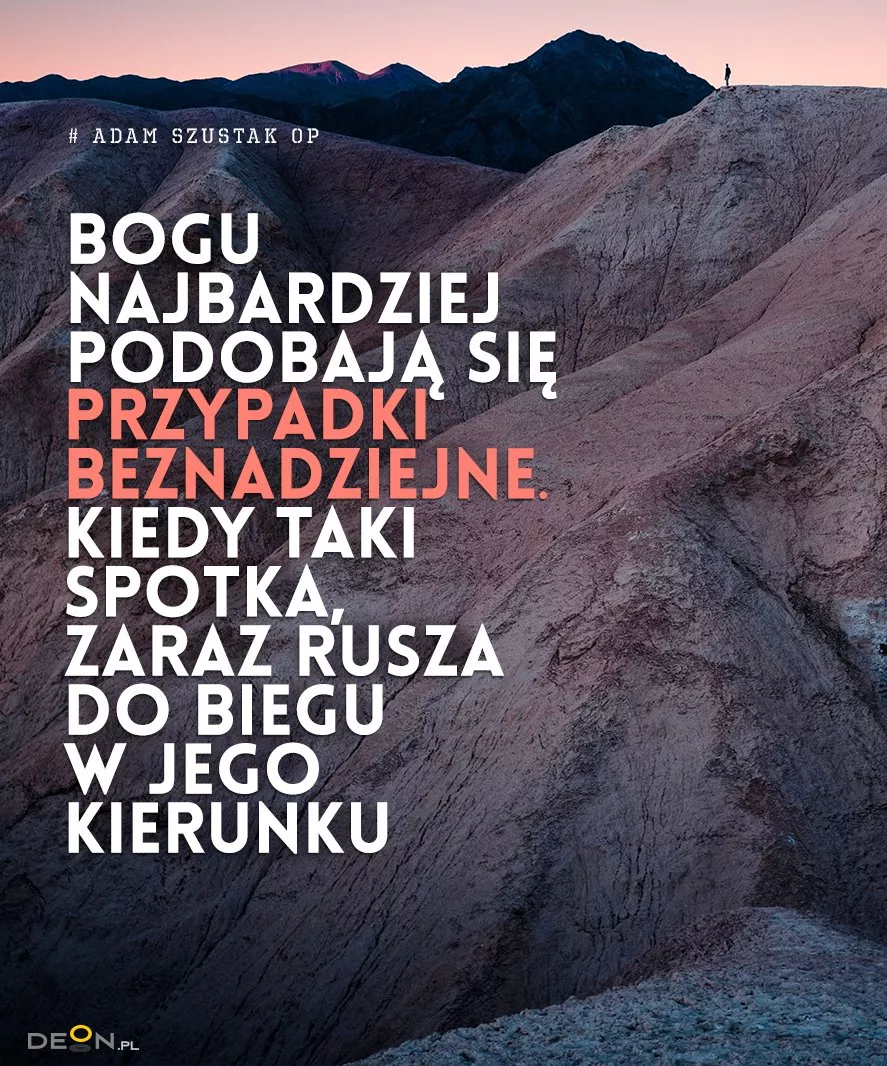 # ADAM SZUSTAK OP
BOGU
NAJBARDZIEJ
PODOBAJĄ SIĘ
PRZYPADKI
BEZNADZIEJNE.
KIEDY TAKI
SPOTKA,
ZARAZ RUSZA
DO BIEGU
W JEGO
KIERUNKU
DEON.PL